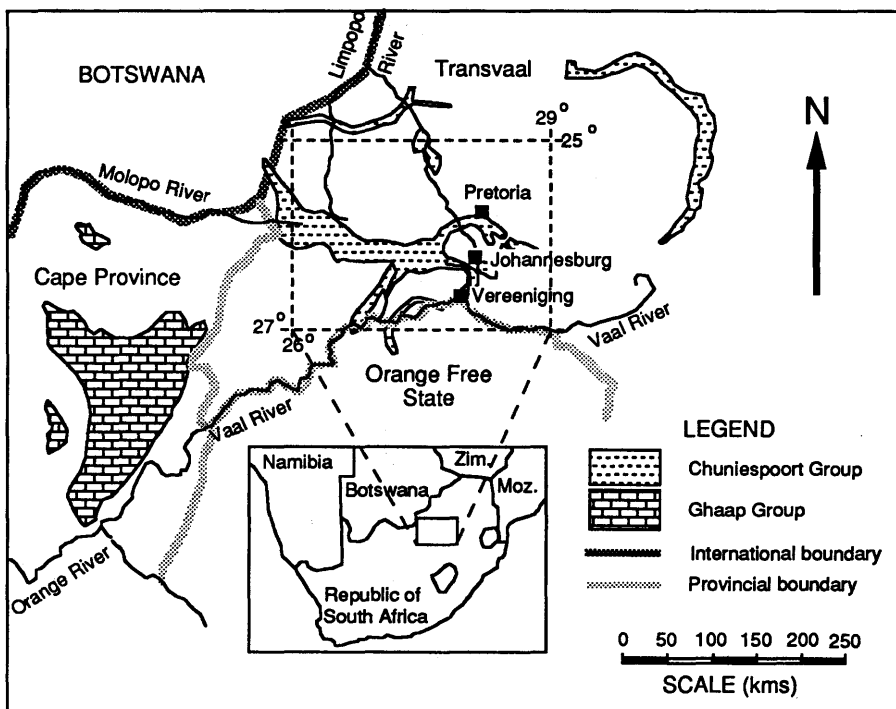 BOTSWANA
Limpopo
River
Transvaal
N
29°
25°
Molopo River
Pretoria
Cape Province
Johannesburg
Vereeniging
27°
26°
Vaal River
Orange Free
State
Vaal River
Orange River
LEGEND
Chuniespoort Group
Ghaap Group
International boundary
Provincial boundary
Namibia
Zim.
Botswana
Moz.
Republic of
South Africa
0 50 100 150 200 250
SCALE (kms)